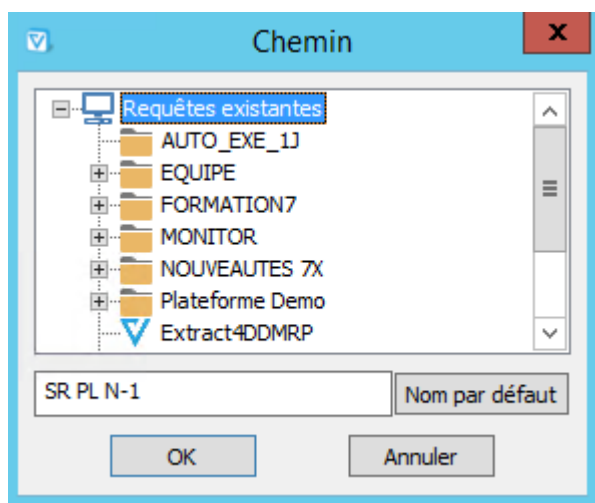 Chemin
Requêtes existantes
AUTO_EXE_1J
EQUIPE
FORMATION7
MONITOR
NOUVEAUTES 7X
Plateforme Demo
Extract4DDMRP
SR PL N-1
Nom par défaut
OK
Annuler